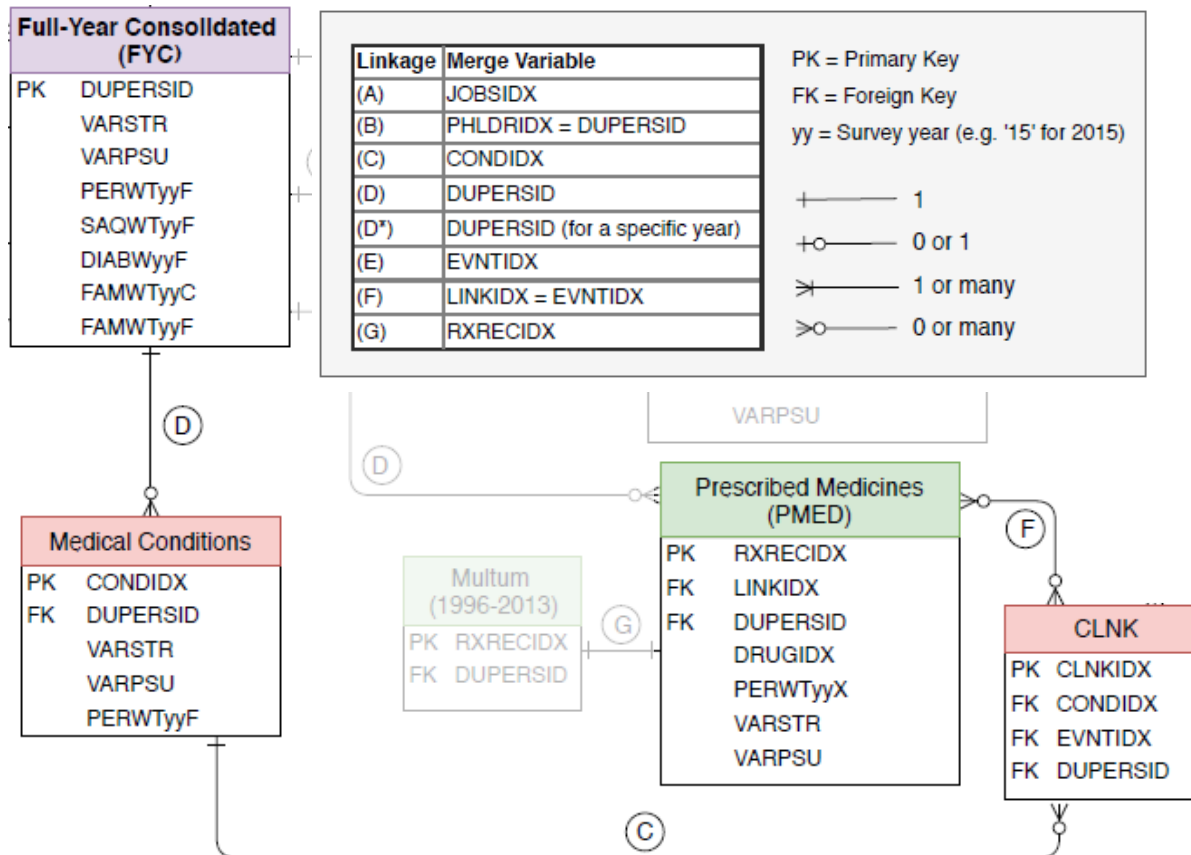 Full-Year Consolidated
(FYC)
PK DUPERSID
VARSTR
VARPSU
PERWTyyF
SAQWTyyF
DIABWyyF
FAMWTyyC
FAMWTyyF
Linkage Merge Variable
(A) JOBSIDX
(B) PHLDRIDX = DUPERSID
(C) CONDIDX
(D) DUPERSID
(D*) DUPERSID (for a specific year)
(E) EVNTIDX
(F) LINKIDX = EVNTIDX
(G) RXRECIDX
PK = Primary Key
FK = Foreign Key
yy = Survey year (e.g. '15' for 2015)
1
0 or 1
1 or many
0 or many
D
VARPSU
D
Medical Conditions
PK CONDIDX
FK DUPERSID
VARSTR
VARPSU
PERWTyyF
Multum
(1996-2013)
PK RXRECIDX
FK DUPERSID
G
Prescribed Medicines
(PMED)
PK RXRECIDX
FK LINKIDX
FK DUPERSID
DRUGIDX
PERWTyyX
VARSTR
VARPSU
F
CLNK
PK CLNKIDX
FK CONDIDX
FK EVNTIDX
FK DUPERSID
C